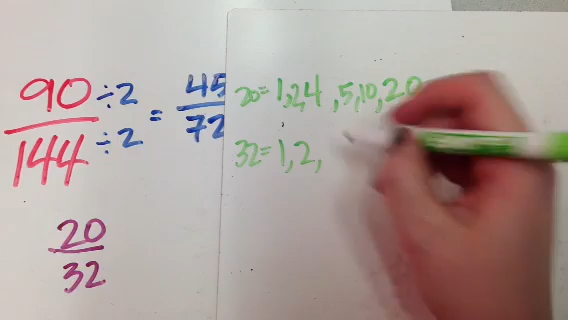 90 ÷2 = 45
144 ÷2 72
20
32
20= 1,2,4,5,10,20
32= 1,2,